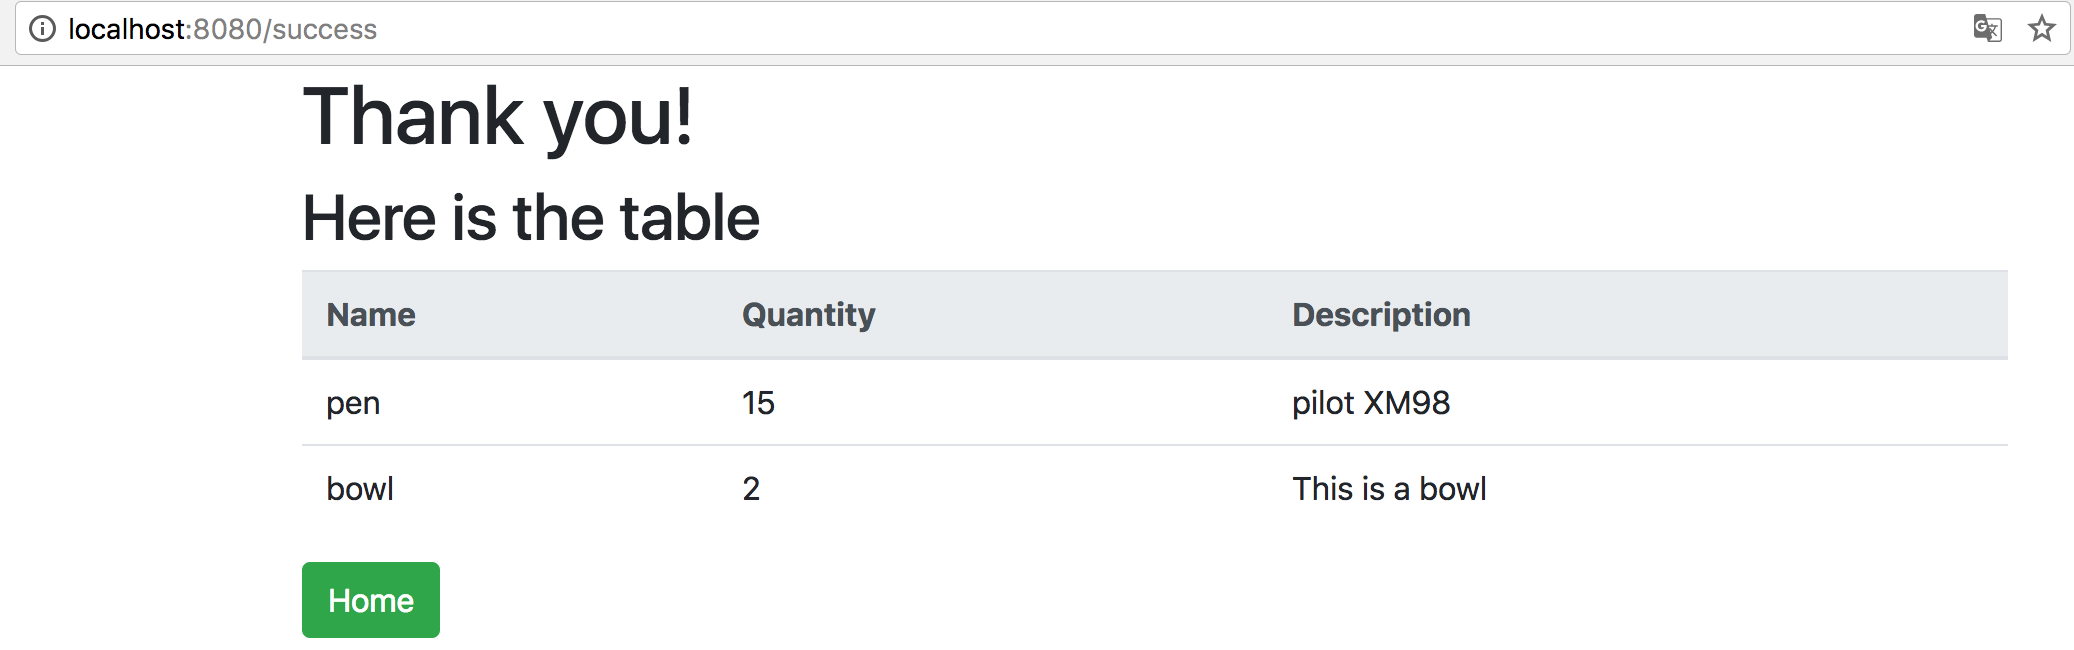 localhost:8080/success
Thank you!
Here is the table
Name Quantity Description
pen 15 pilot XM98
bowl 2 This is a bowl
Home